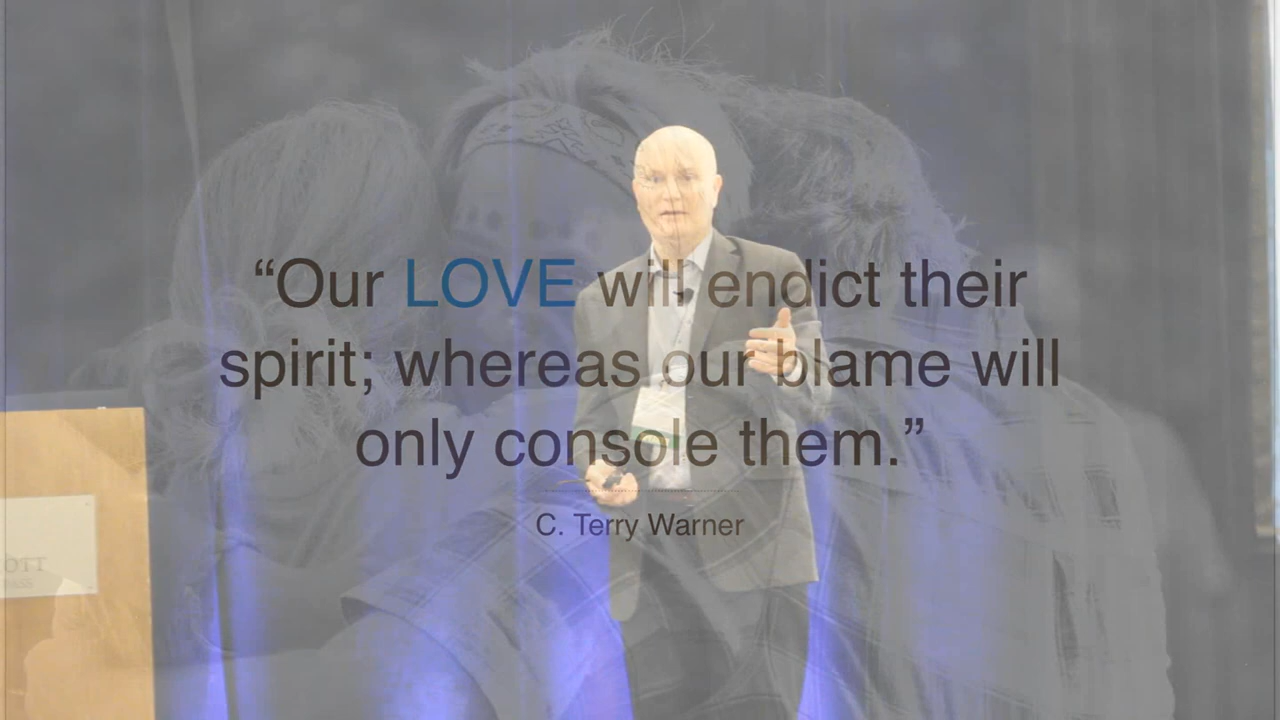 “Our LOVE will endict their
spirit; whereas our blame will
only console them.”
C. Terry Warner